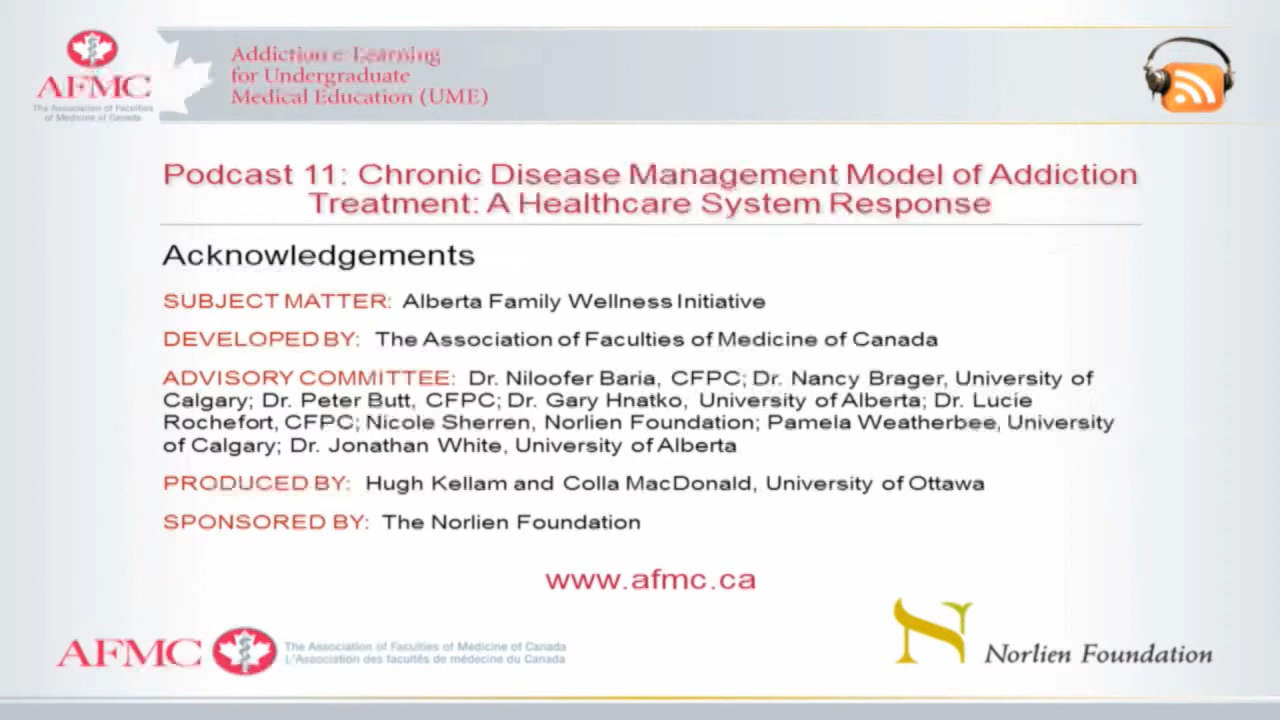 AFMC
The Association of Faculties
of Medicine of Canada
Addiction e-Learning
for Undergraduate
Medical Education (UME)
Podcast 11: Chronic Disease Management Model of Addiction
Treatment: A Healthcare System Response
Acknowledgements
SUBJECT MATTER: Alberta Family Wellness Initiative
DEVELOPED BY: The Association of Faculties of Medicine of Canada
ADVISORY COMMITTEE: Dr. Niloofer Baria, CFPC; Dr. Nancy Brager, University of
Calgary; Dr. Peter Butt, CFPC; Dr. Gary Hnatko, University of Alberta; Dr. Lucie
Rochefort, CFPC; Nicole Sherren, Norlien Foundation; Pamela Weatherbee, University
of Calgary; Dr. Jonathan White, University of Alberta
PRODUCED BY: Hugh Kellam and Colla MacDonald, University of Ottawa
SPONSORED BY: The Norlien Foundation
www.afmc.ca
AFMC
The Association of Faculties of Medicine of Canada
L'Association des facultés de médecine du Canada
N
Norlien Foundation